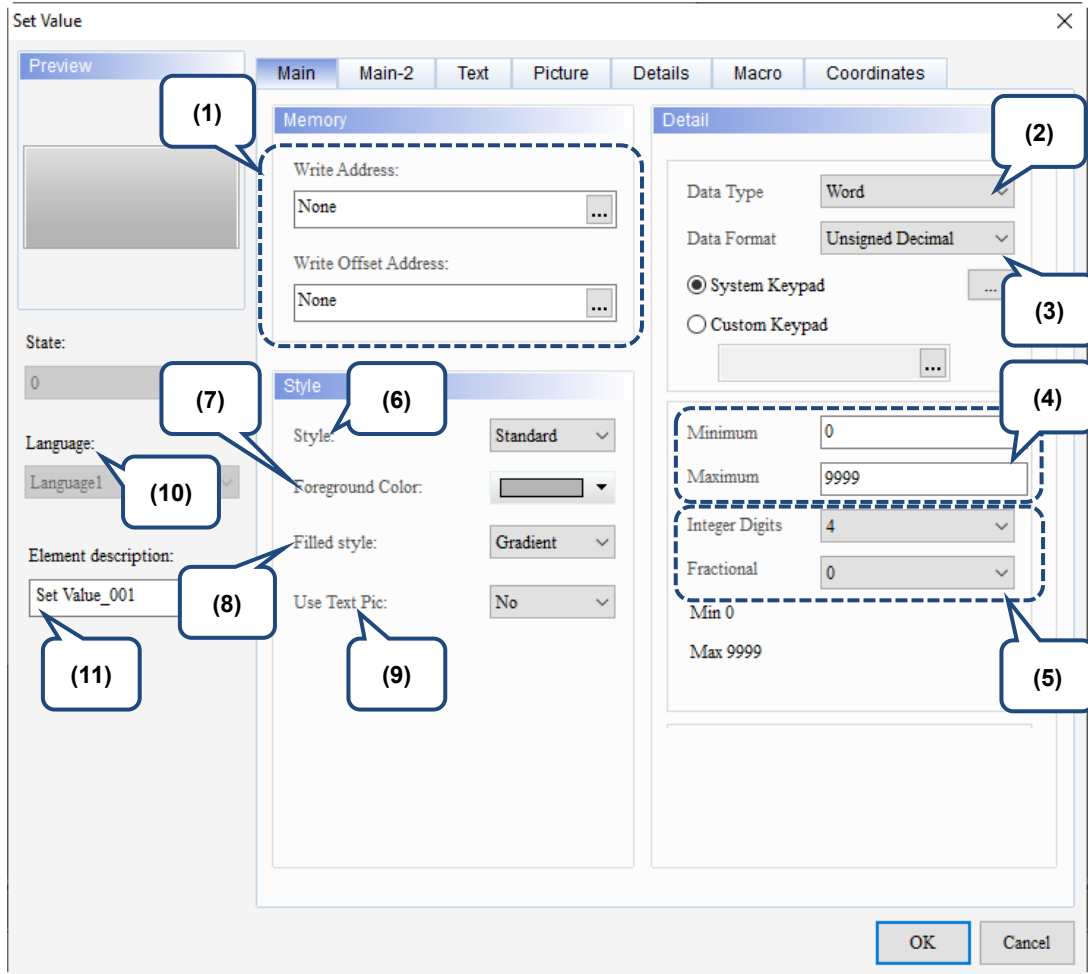 Set Value
Preview
Main Main-2 Text Picture Details Macro Coordinates
(1)
Memory
Write Address:
None
...
Write Offset Address:
None
...
Detail
(2)
Data Type Word
Data Format Unsigned Decimal
System Keypad ...
(3)
Custom Keypad
...
State:
0
Language:
Language1
(10)
Element description:
Set Value_001
(11)
Style
(6)
(7)
Style: Standard
Foreground Color:
(8)
Filled style: Gradient
Use Text Pic: No
(9)
(4)
Minimum 0
Maximum 9999
Integer Digits 4
Fractional 0
Min 0
Max 9999
(5)
OK Cancel